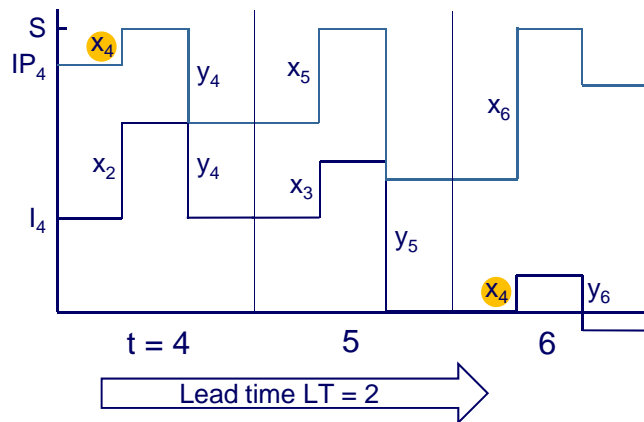 S
x₄
IP₄
y₄
x₅
x₆
x₂
y₄
x₃
I₄
y₅
x₄
y₆
t = 4
5
6
Lead time LT = 2